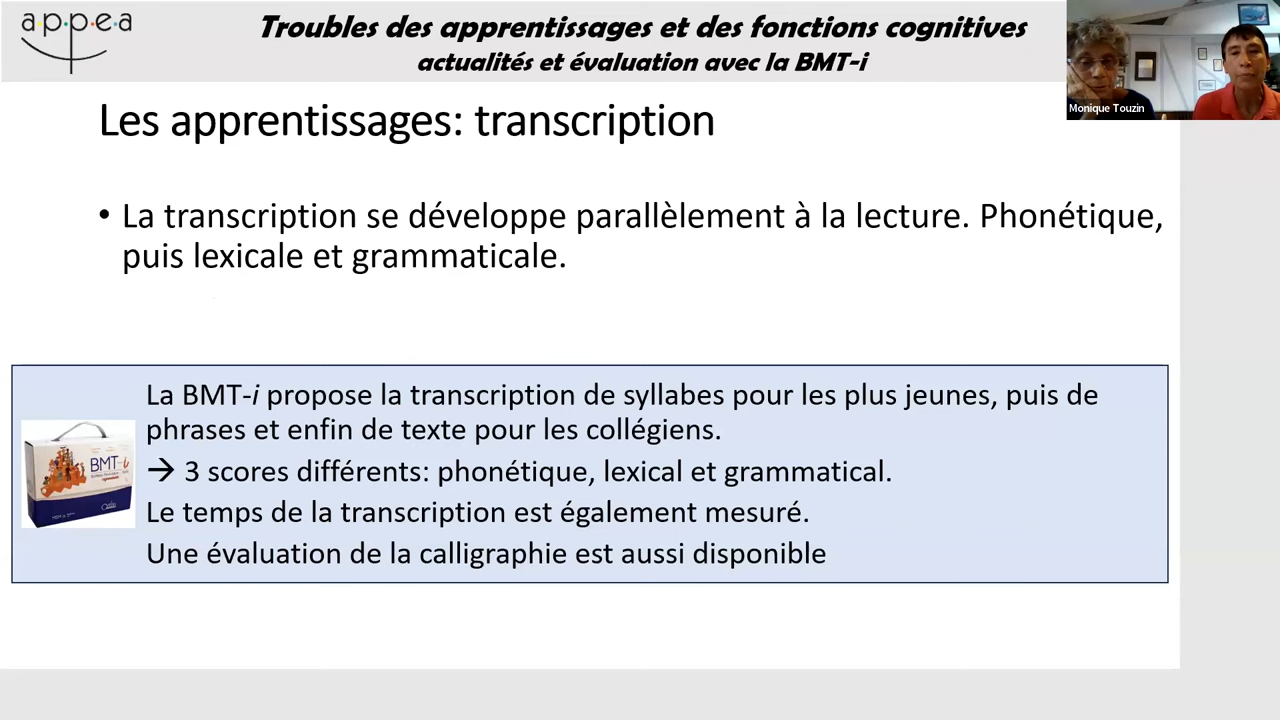 appea
Troubles des apprentissages et des fonctions cognitives
actualités et évaluation avec la BMT-i
Monique Touzin
Les apprentissages: transcription
• La transcription se développe parallèlement à la lecture. Phonétique,
puis lexicale et grammaticale.
La BMT-i propose la transcription de syllabes pour les plus jeunes, puis de
phrases et enfin de texte pour les collégiens.
→ 3 scores différents: phonétique, lexical et grammatical.
Le temps de la transcription est également mesuré.
Une évaluation de la calligraphie est aussi disponible
BMT-i